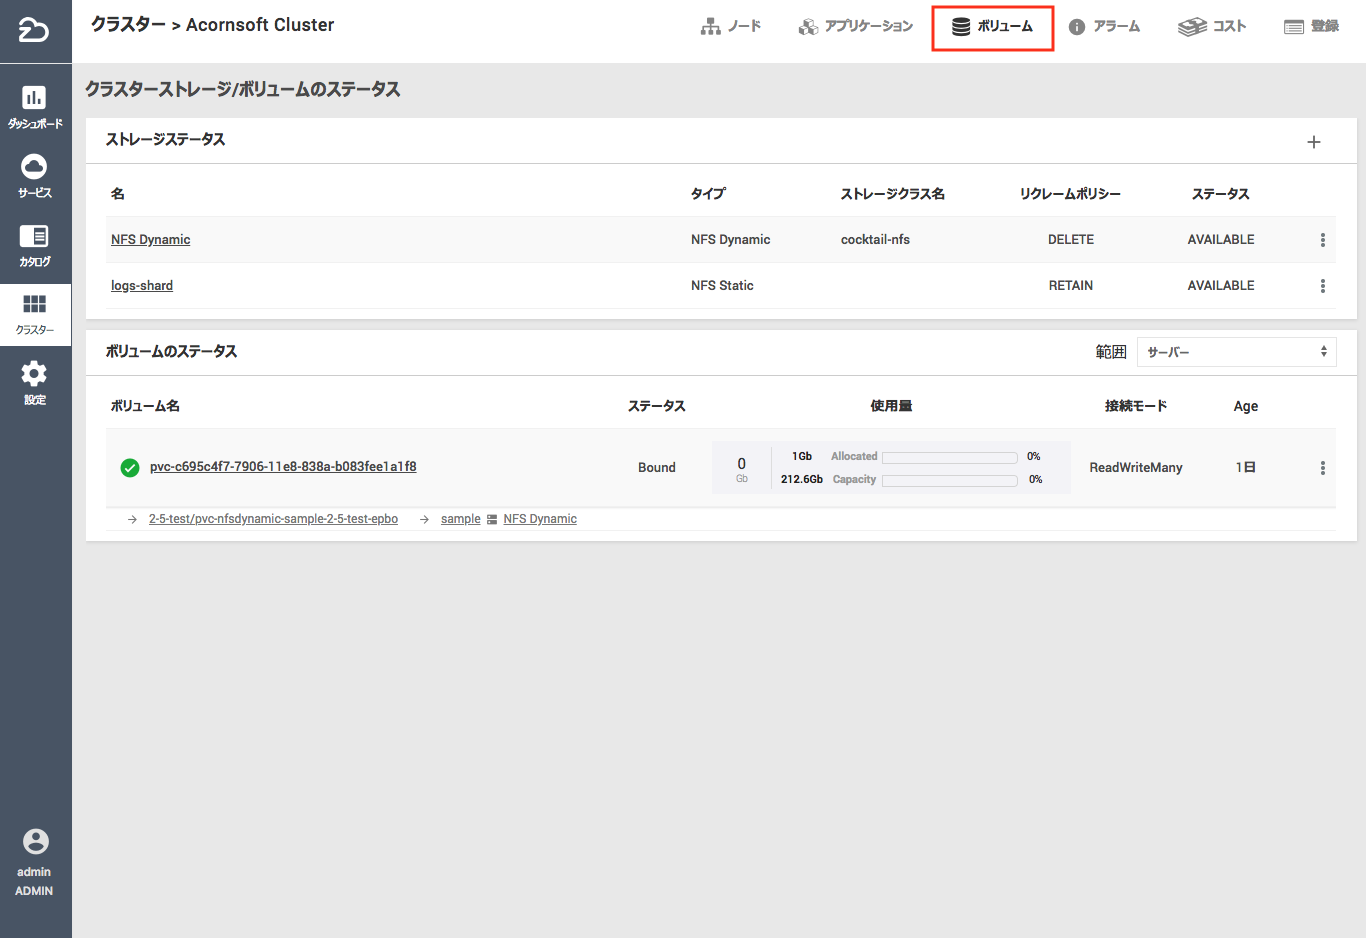 クラスター > Acornsoft Cluster
ノード
アプリケーション
ボリューム
アラーム
コスト
登録
ダッシュボード
サービス
カタログ
クラスター
設定
admin
ADMIN
クラスターストレージ/ボリュームのステータス
ストレージステータス
名 タイプ ストレージクラス名 リクレームポリシー ステータス
NFS Dynamic NFS Dynamic cocktail-nfs DELETE AVAILABLE
logs-shard NFS Static RETAIN AVAILABLE
ボリュームのステータス 範囲 サーバー
ボリューム名 ステータス 使用量 接続モード Age
pvc-c695c4f7-7906-11e8-838a-b083fee1a1f8 Bound 0 Gb 1Gb Allocated 0% ReadWriteMany 1日
212.6Gb Capacity 0%
2-5-test/pvc-nfsdynamic-sample-2-5-test-epbo sample NFS Dynamic